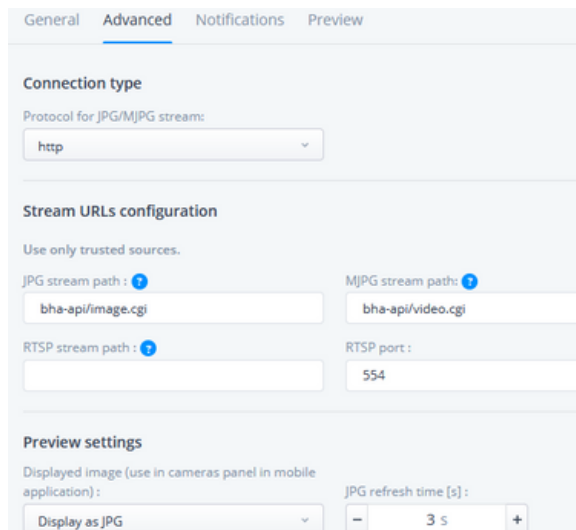 General Advanced Notifications Preview
Connection type
Protocol for JPG/MJPG stream:
http
Stream URLs configuration
Use only trusted sources.
JPG stream path : ? MJPG stream path: ?
bha-api/image.cgi bha-api/video.cgi
RTSP stream path : ? RTSP port :
554
Preview settings
Displayed image (use in cameras panel in mobile
application) : JPG refresh time [s] :
Display as JPG − 3 s +